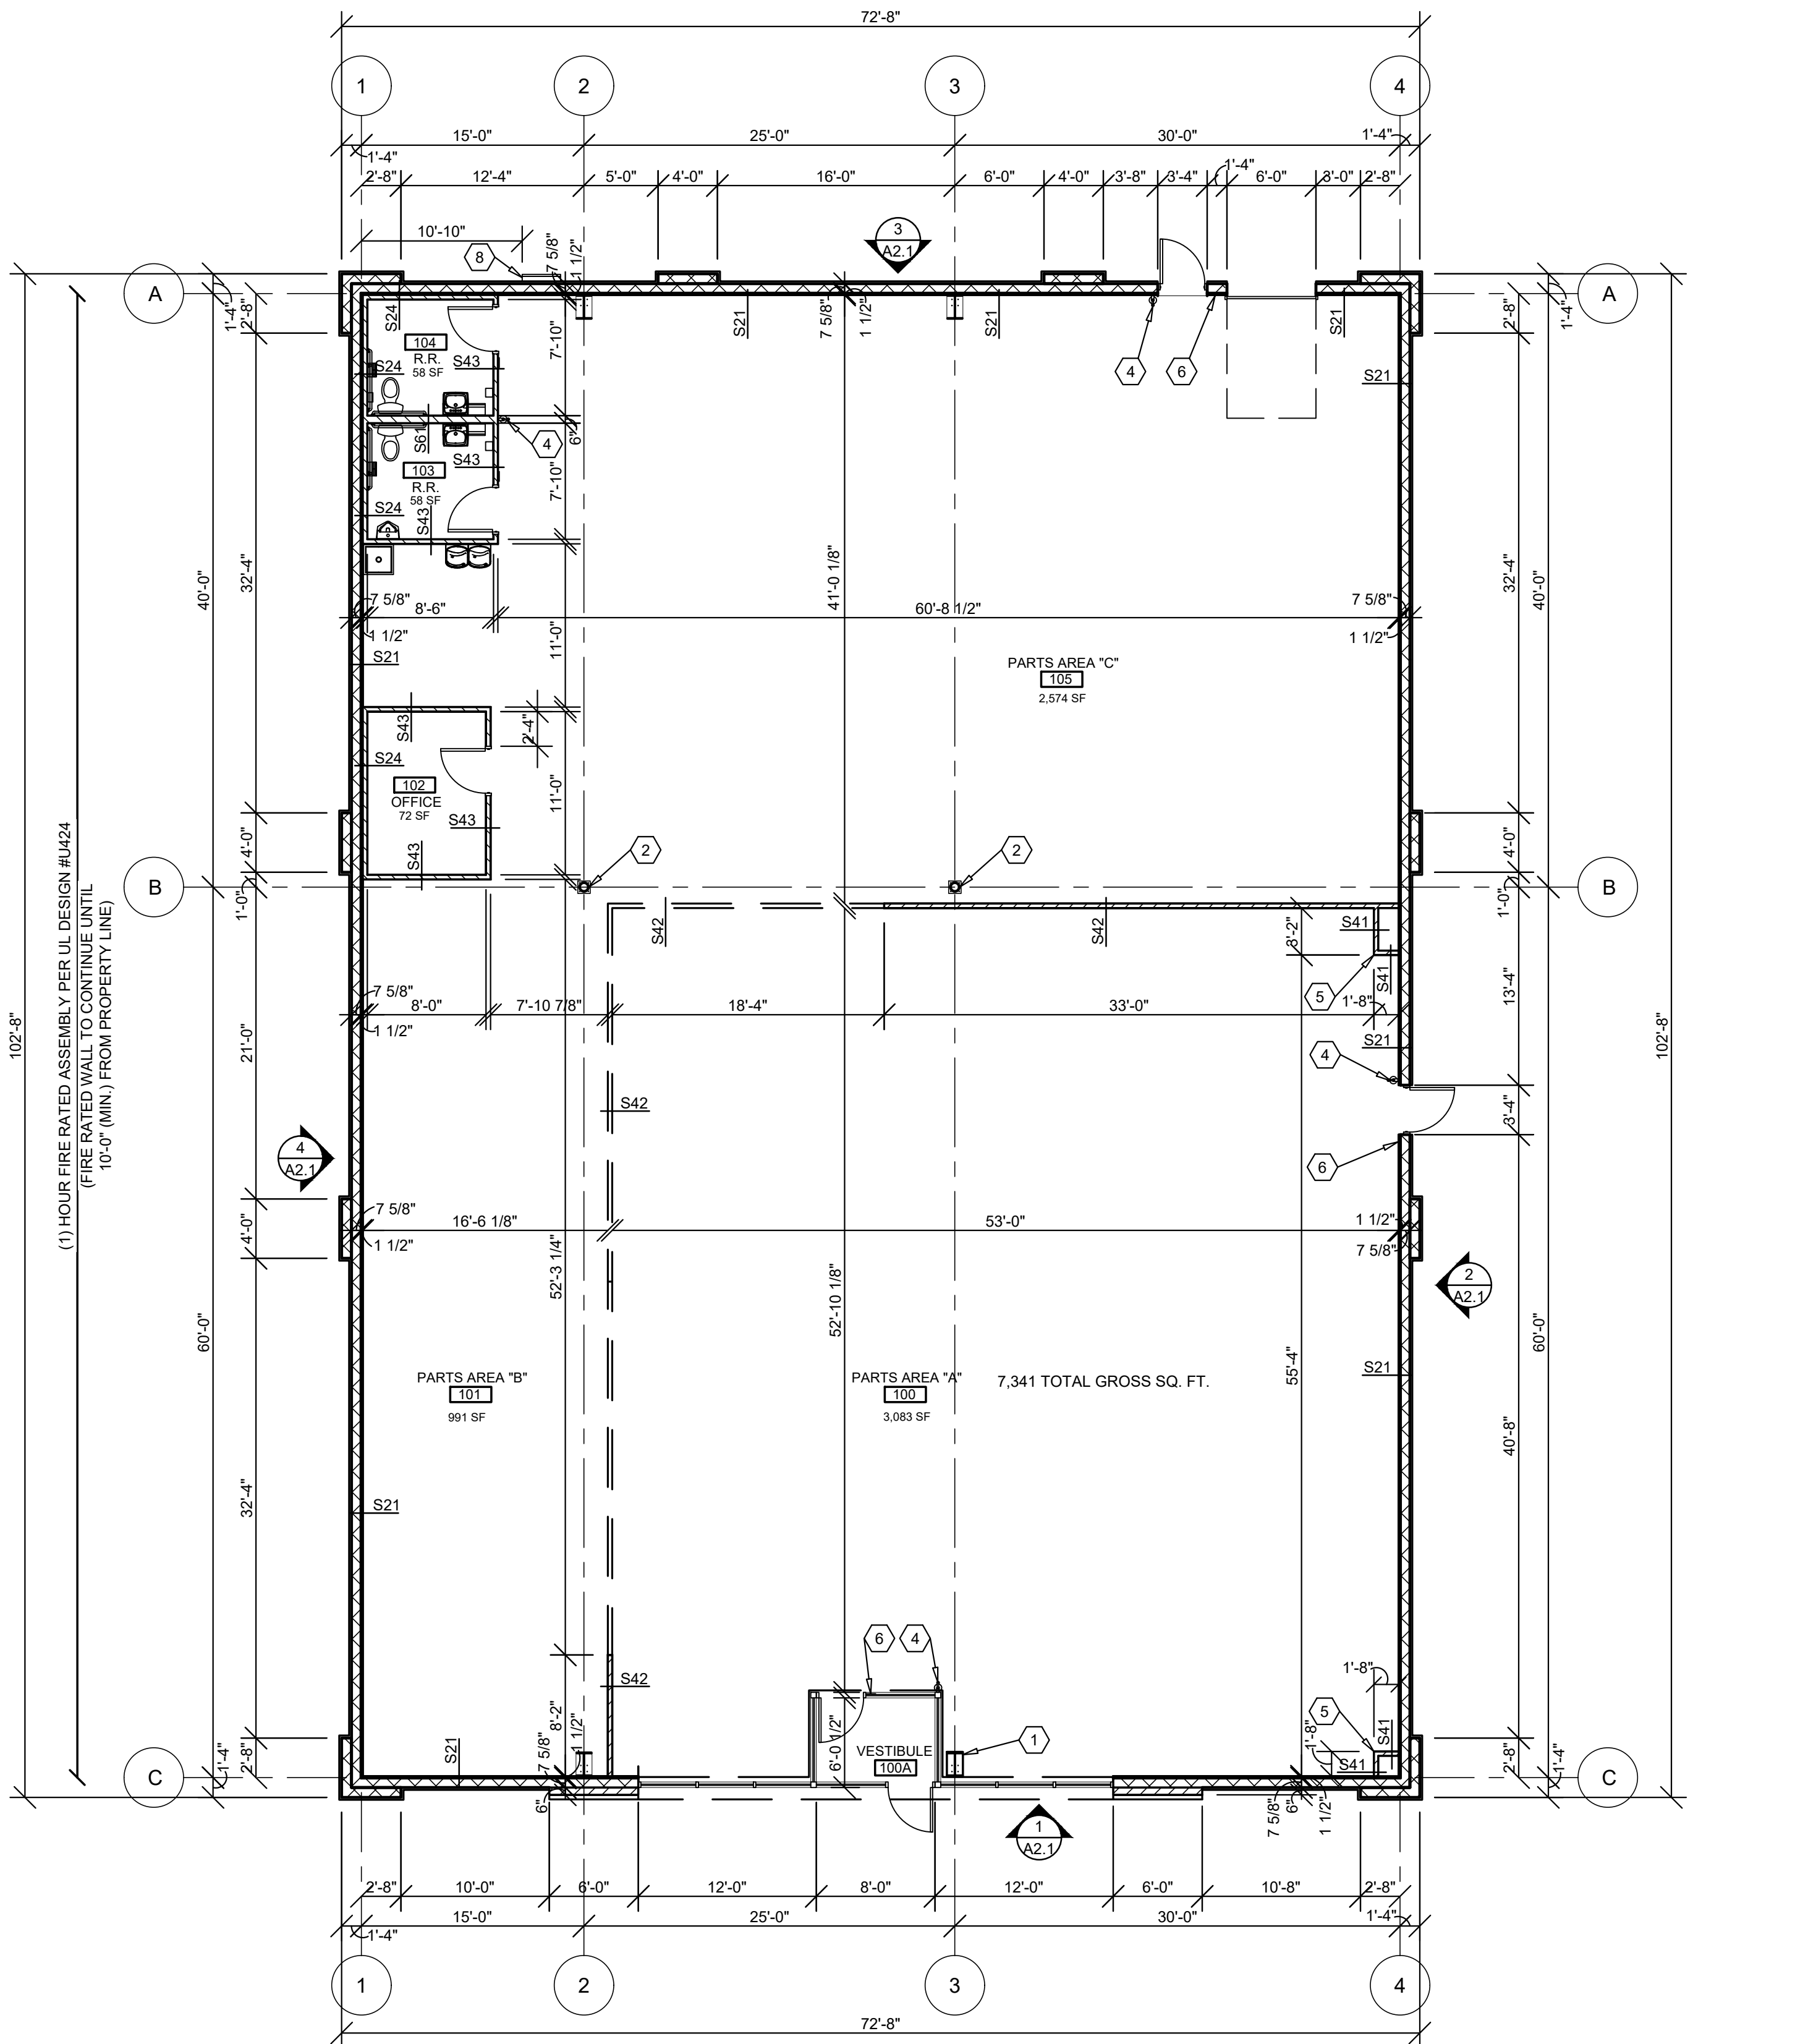 72'-8"
1
2
3
4
15'-0"
25'-0"
30'-0"
1'-4"
1'-4"
2'-8"
12'-4"
5'-0"
4'-0"
16'-0"
6'-0"
4'-0"
3'-8"
3'-4"
1'-4"
6'-0"
3'-0"
2'-8"
10'-10"
8
7 5/8"
1 1/2"
3
A2.1
A
A
1'-4"
2'-8"
2'-8"
1'-4"
S24
S21
7 5/8"
1 1/2"
S21
S21
104
R.R.
58 SF
S43
S24
7'-10"
4
6
S21
S61
4
6"
S43
103
R.R.
58 SF
S24
S43
7'-10"
40'-0"
32'-4"
41'-0 1/8"
32'-4"
40'-0"
7 5/8"
8'-6"
60'-8 1/2"
7 5/8"
1 1/2"
1 1/2"
11'-0"
S21
PARTS AREA "C"
105
2,574 SF
S43
2'-4"
S24
102
OFFICE
72 SF
11'-0"
S43
S43
2
2
4'-0"
4'-0"
B
B
1'-0"
1'-0"
(1) HOUR FIRE RATED ASSEMBLY PER UL DESIGN #U424
(FIRE RATED WALL TO CONTINUE UNTIL
10'-0" (MIN.) FROM PROPERTY LINE)
S42
S42
3'-2"
S41
S41
5
13'-4"
7 5/8"
8'-0"
7'-10 7/8"
18'-4"
33'-0"
1'-8"
1 1/2"
102'-8"
21'-0"
S21
102'-8"
4
S42
3'-4"
4
A2.1
6
7 5/8"
16'-6 1/8"
53'-0"
1 1/2"
1 1/2"
7 5/8"
4'-0"
52'-3 1/4"
52'-10 1/8"
2
A2.1
60'-0"
60'-0"
55'-4"
S21
PARTS AREA "B"
101
991 SF
PARTS AREA "A"
100
3,083 SF
7,341 TOTAL GROSS SQ. FT.
40'-8"
32'-4"
S21
6
4
S42
1'-8"
8'-2"
5
1
1'-8"
S41
S41
S21
7 5/8"
1 1/2"
6'-0 1/2"
VESTIBULE
100A
1'-4"
2'-8"
2'-8"
1'-4"
C
C
6"
7 5/8"
6"
1 1/2"
1
A2.1
2'-8"
10'-0"
6'-0"
12'-0"
8'-0"
12'-0"
6'-0"
10'-8"
2'-8"
15'-0"
25'-0"
30'-0"
1'-4"
1'-4"
1
2
3
4
72'-8"